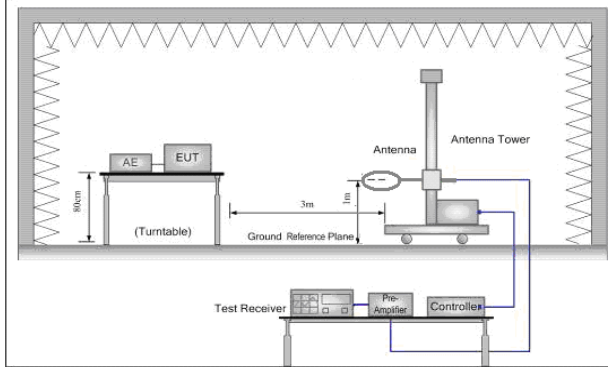 Antenna
Antenna Tower
AE
EUT
80cm
3m
1m
(Turntable)
Ground Reference Plane
Test Receiver
Pre-
Amplifier
Controller